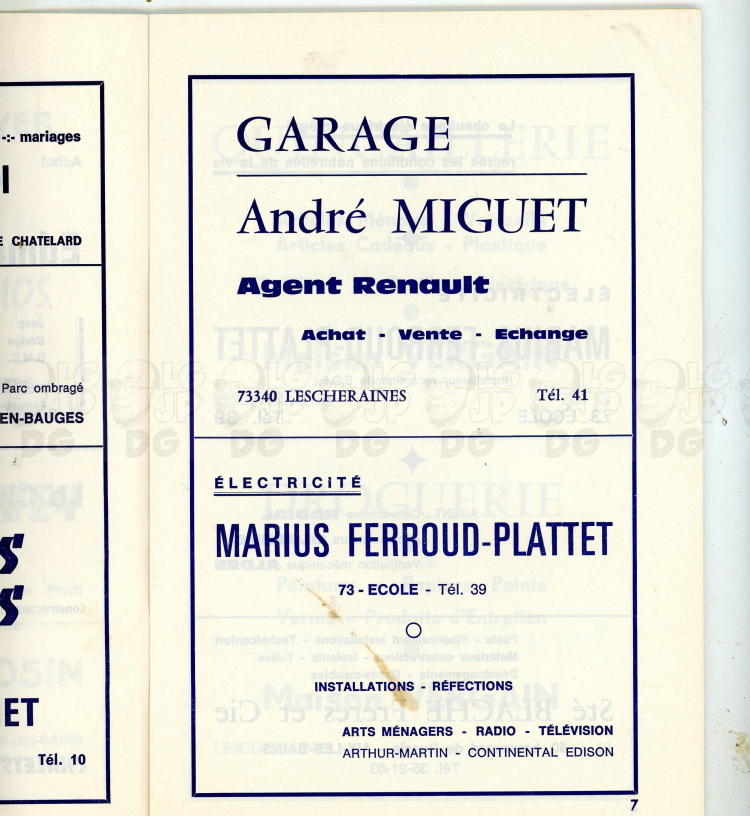 -:- mariages
CHATELARD
Parc ombragé
EN-BAUGES
Tél. 10
GARAGE
André MIGUET
Agent Renault
Achat - Vente - Echange
73340 LESCHERAINES Tél. 41
ÉLECTRICiTÉ
MARIUS FERROUD-PLATTET
73 - ECOLE - Tél. 39
INSTALLATIONS - RÉFECTIONS
ARTS MÉNAGERS - RADIO - TÉLÉVISION
ARTHUR-MARTIN - CONTINENTAL EDISON
7